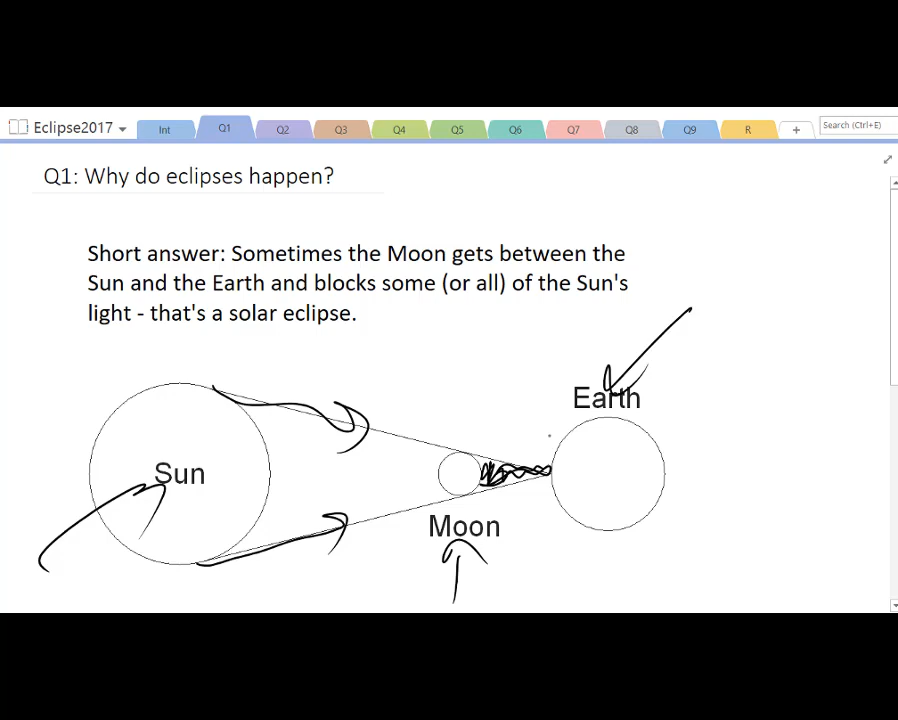 Eclipse2017
Int Q1 Q2 Q3 Q4 Q5 Q6 Q7 Q8 Q9 R +
Search (Ctrl+E)
Q1: Why do eclipses happen?
Short answer: Sometimes the Moon gets between the
Sun and the Earth and blocks some (or all) of the Sun's
light - that's a solar eclipse.
Earth
Sun
Moon